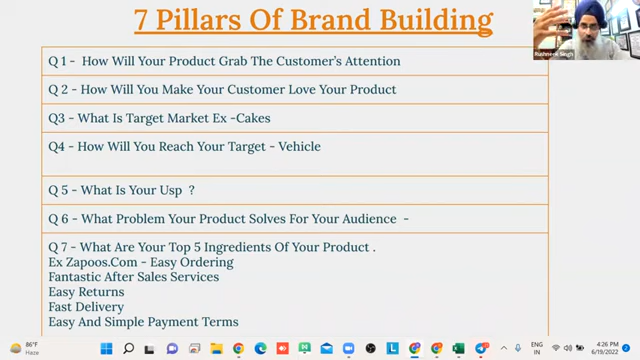 7 Pillars Of Brand Building
Rushneek Singh
Q 1 - How Will Your Product Grab The Customer's Attention
Q 2 - How Will You Make Your Customer Love Your Product
Q3 - What Is Target Market Ex -Cakes
Q4 - How Will You Reach Your Target - Vehicle
Q 5 - What Is Your Usp ?
Q 6 - What Problem Your Product Solves For Your Audience -
Q 7 - What Are Your Top 5 Ingredients Of Your Product .
Ex Zapoos.Com - Easy Ordering
Fantastic After Sales Services
Easy Returns
Fast Delivery
Easy And Simple Payment Terms
86°F
Haze
ENG
IN
4:26 PM
6/19/2022